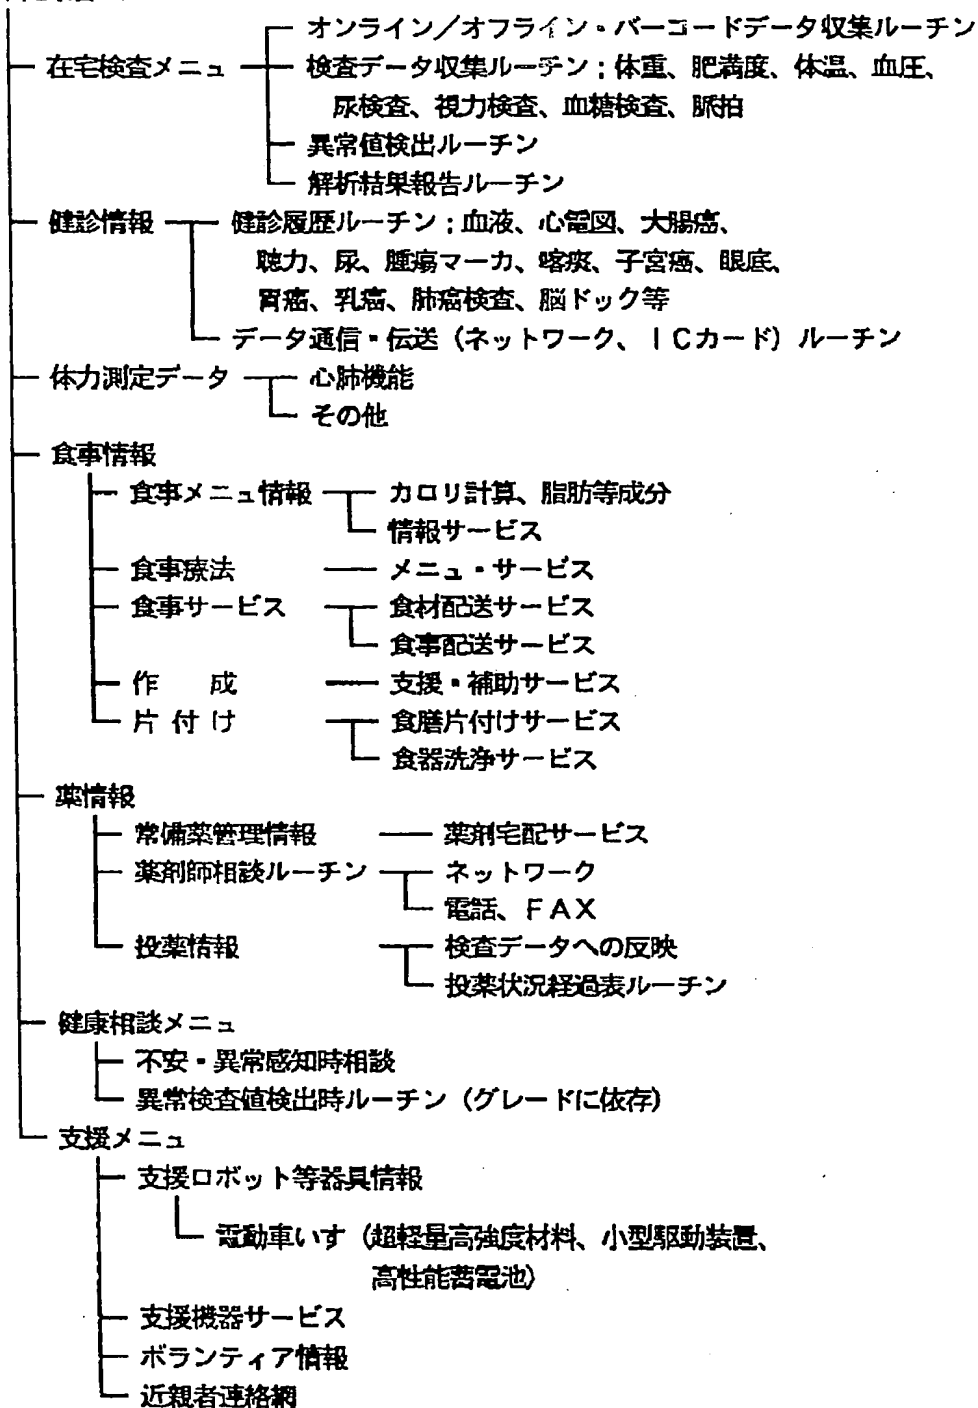 オンライン/オフライン・バーコードデータ収集ルーチン
在宅検査メニュ
検査データ収集ルーチン;体重、肥満度、体温、血圧、
尿検査、視力検査、血糖検査、脈拍
異常値検出ルーチン
解析結果報告ルーチン
健診情報
健診履歴ルーチン;血液、心電図、大腸癌、
聴力、尿、腫瘍マーカ、喀痰、子宮癌、眼底、
胃癌、乳癌、肺癌検査、脳ドック等
データ通信・伝送(ネットワーク、ICカード)ルーチン
体力測定データ
心肺機能
その他
食事情報
食事メニュ情報
カロリ計算、脂肪等成分
情報サービス
食事療法
メニュ・サービス
食事サービス
食材配送サービス
食事配送サービス
作 成
支援・補助サービス
片付け
食膳片付けサービス
食器洗浄サービス
薬情報
常備薬管理情報
薬剤宅配サービス
薬剤師相談ルーチン
ネットワーク
電話、FAX
投薬情報
検査データへの反映
投薬状況経過表ルーチン
健康相談メニュ
不安・異常感知時相談
異常検査値検出時ルーチン(グレードに依存)
支援メニュ
支援ロボット等器具情報
電動車いす(超軽量高強度材料、小型駆動装置、
高性能蓄電池)
支援機器サービス
ボランティア情報
近親者連絡網